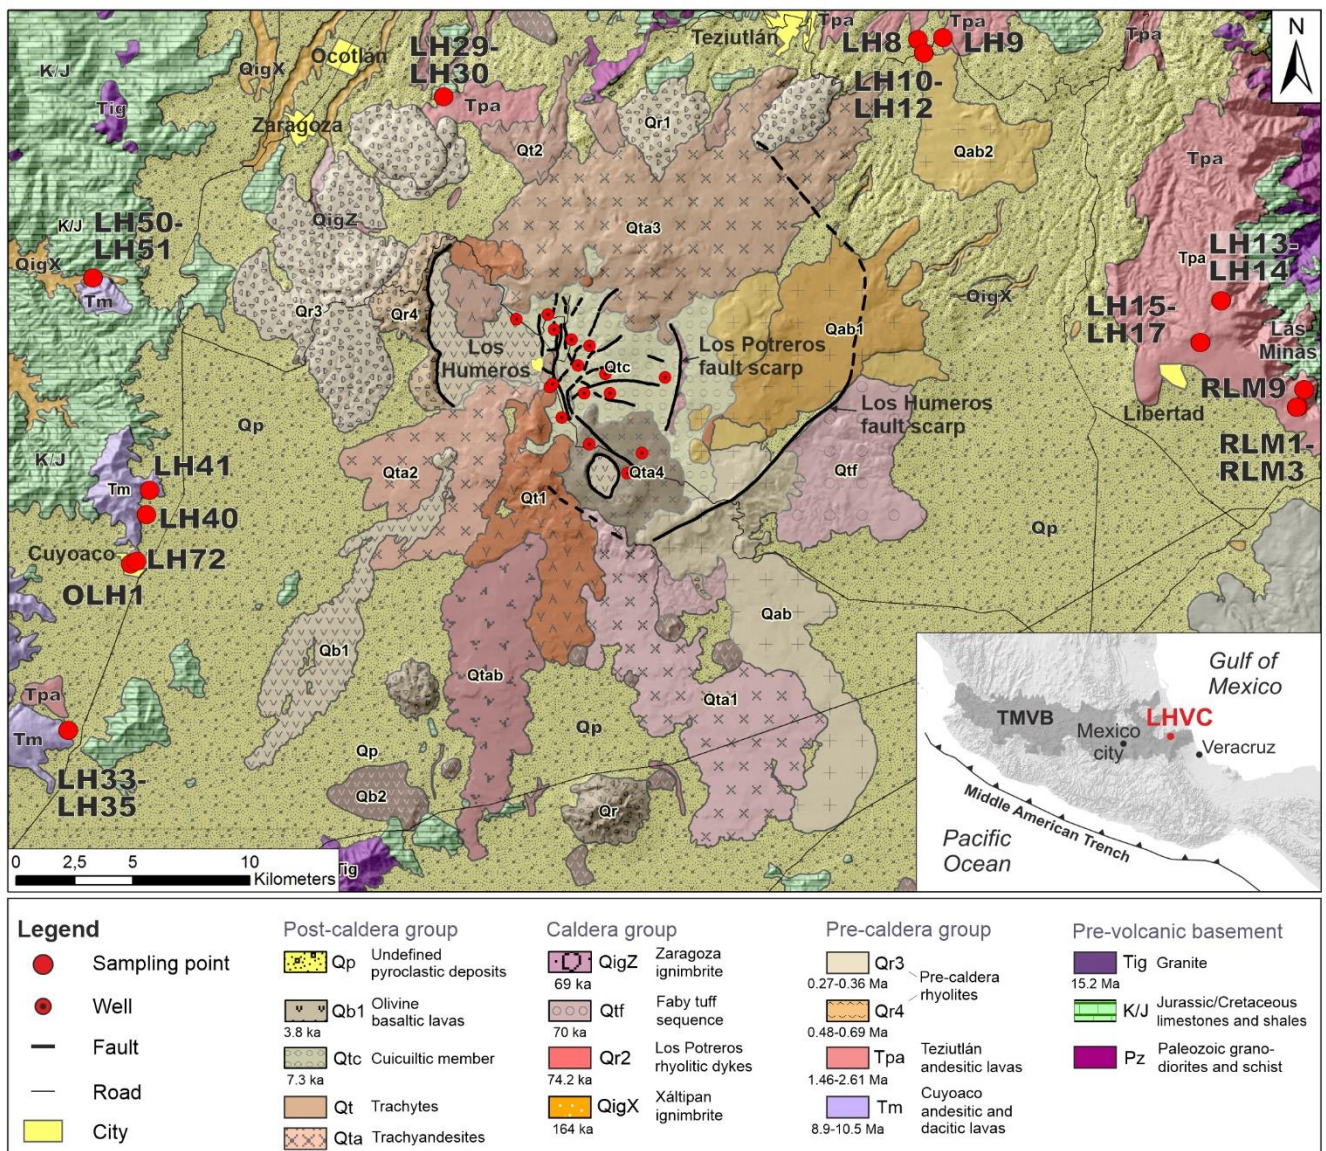 N
K/J
QigX
Ocotlán
LH29-
LH30
Teziutlán
Tpa
LH8
Tpa
LH9
Tpa
Tig
Zaragoza
Tpa
LH10-
LH12
Qr1
Qt2
Qab2
Tpa
K/J
LH50-
LH51
QigZ
Qta3
QigX
Tm
LH13-
LH14
Tpa
QigX
Qr3
Qr4
Qab1
LH15-
LH17
Las
Minas
Los
Humeros
Qtc
Los Potreros
fault scarp
RLM9
Libertad
Los Humeros
fault scarp
Qp
RLM1-
RLM3
K/J
LH41
Tm
Qta2
Qta4
Qtf
Qt1
LH40
Qp
Cuyoaco
LH72
OLH1
Qab
Qb1
Gulf of
Mexico
Tpa
Qtab
Qta1
TMVB
LHVC
Tm
Qp
Mexico
city
Veracruz
Qp
LH33-
LH35
Qb2
Qr
Middle American Trench
Pacific
Ocean
Tig
0 2,5 5 10
Kilometers
Legend
Sampling point
Well
Fault
Road
City
Post-caldera group
Qp Undefined
pyroclastic deposits
Qb1 Olivine
basaltic lavas
3.8 ka
Qtc Cuicuiltic member
7.3 ka
Qt Trachytes
Qta Trachyandesites
Caldera group
QigZ Zaragoza
ignimbrite
69 ka
Qtf Faby tuff
sequence
70 ka
Qr2 Los Potreros
rhyolitic dykes
74.2 ka
QigX Xáltipan
ignimbrite
164 ka
Pre-caldera group
Qr3
0.27-0.36 Ma
Pre-caldera
rhyolites
Qr4
0.48-0.69 Ma
Tpa Teziutlán
andesitic lavas
1.46-2.61 Ma
Tm Cuyoaco
andesitic and
dacitic lavas
8.9-10.5 Ma
Pre-volcanic basement
Tig Granite
15.2 Ma
K/J Jurassic/Cretaceous
limestones and shales
Pz Paleozoic grano-
diorites and schist